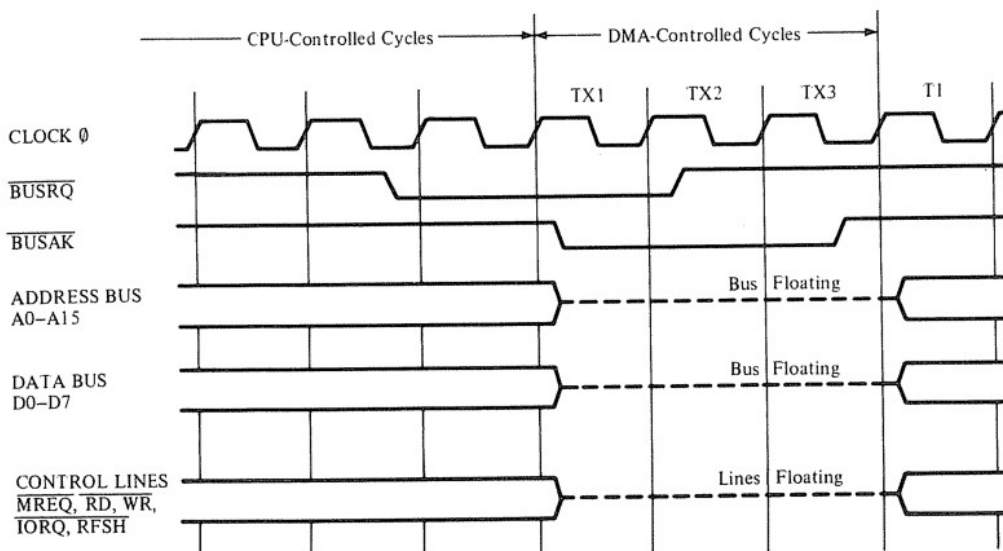 CPU-Controlled Cycles
DMA-Controlled Cycles
TX1 TX2 TX3 T1
CLOCK ∅
BUSRQ
BUSAK
ADDRESS BUS
A0–A15
Bus Floating
DATA BUS
D0–D7
Bus Floating
CONTROL LINES
MREQ, RD, WR,
IORQ, RFSH
Lines Floating